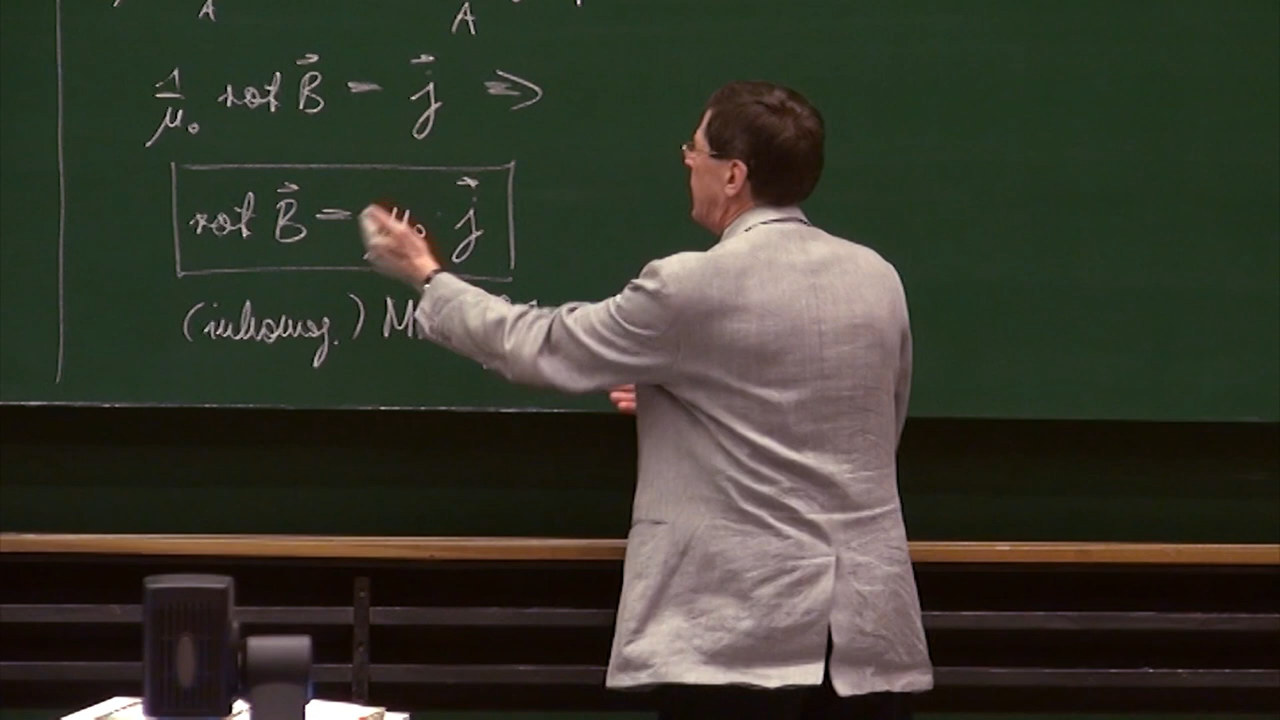 A A
1/μ₀ rot B⃗ = j⃗ =>
rot B⃗ = μ₀ · j⃗
(inhomog.)